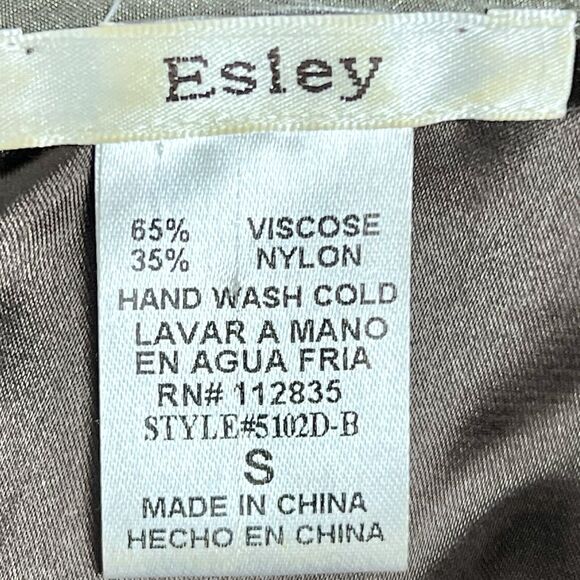 Esley
65% VISCOSE
35% NYLON
HAND WASH COLD
LAVAR A MANO
EN AGUA FRIA
RN# 112835
STYLE#5102D-B
S
MADE IN CHINA
HECHO EN CHINA